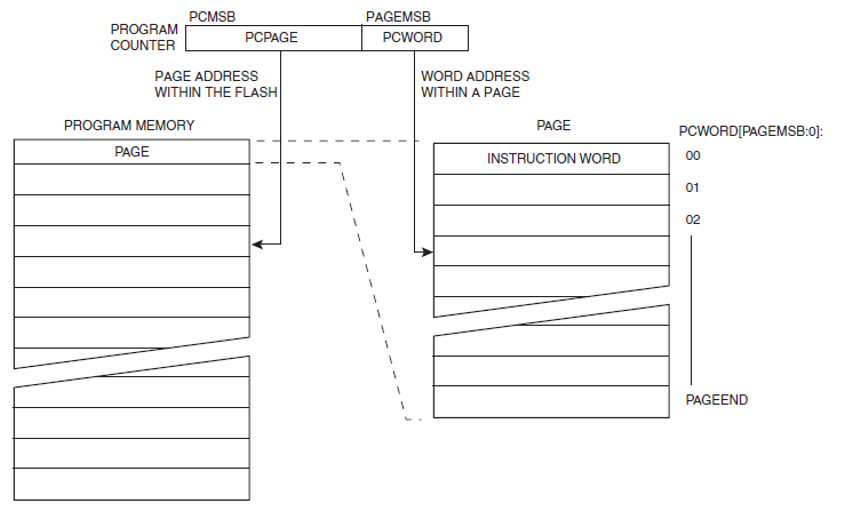 PCMSB
PAGEMSB
PROGRAM
COUNTER
PCPAGE
PCWORD
PAGE ADDRESS
WITHIN THE FLASH
WORD ADDRESS
WITHIN A PAGE
PROGRAM MEMORY
PAGE
PAGE
PCWORD[PAGEMSB:0]:
INSTRUCTION WORD
00
01
02
PAGEEND